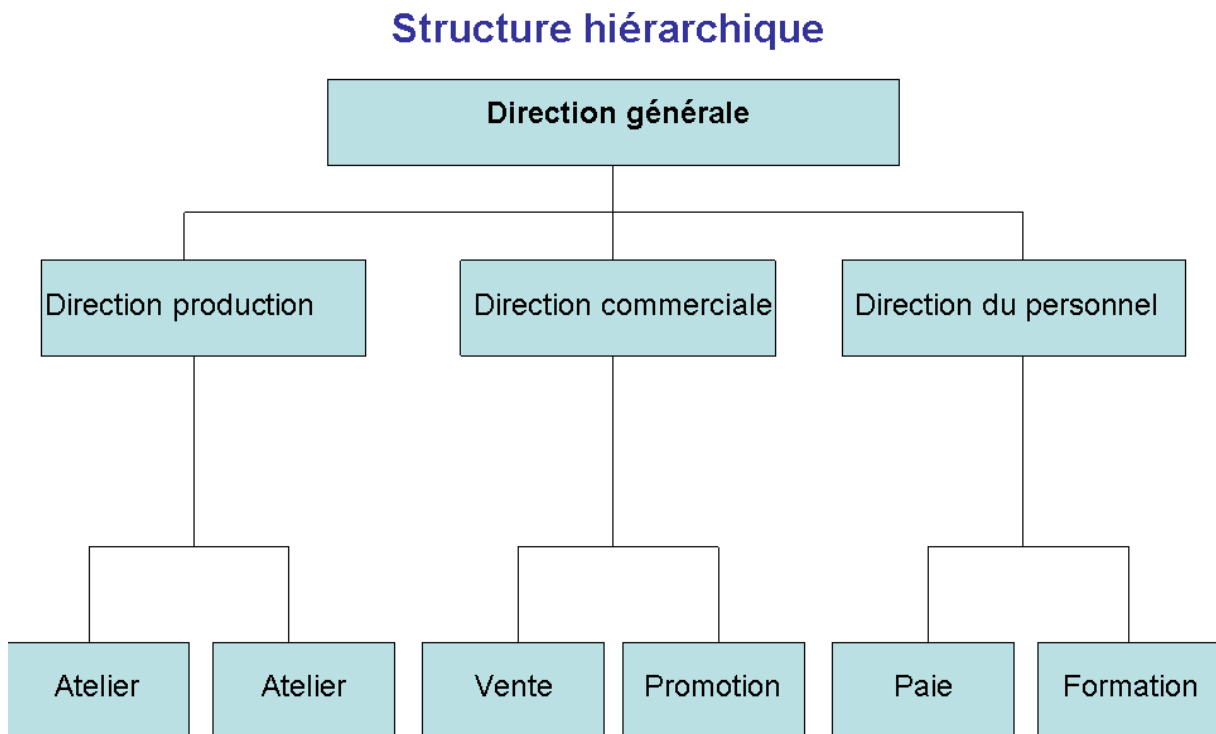 Structure hiérarchique
Direction générale
Direction production
Direction commerciale
Direction du personnel
Atelier
Atelier
Vente
Promotion
Paie
Formation